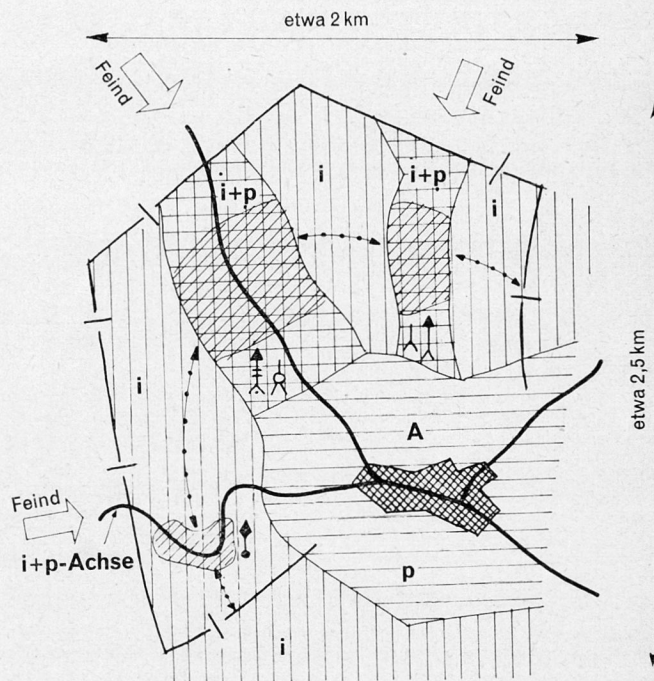 etwa 2 km
Feind
Feind
i+p
i
i+p
i
i
A
etwa 2,5 km
Feind
i+p-Achse
p
i